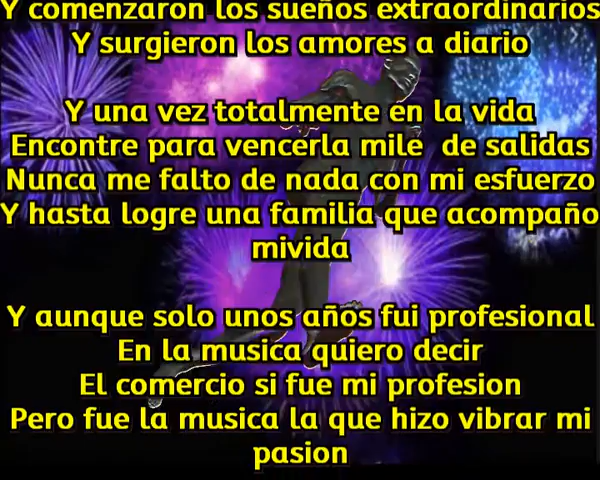 Y comenzaron los sueños extraordinarios
Y surgieron los amores a diario
Y una vez totalmente en la vida
Encontre para vencerla mile de salidas
Nunca me falto de nada con mi esfuerzo
Y hasta logre una familia que acompaño
mivida
Y aunque solo unos años fui profesional
En la musica quiero decir
El comercio si fue mi profesion
Pero fue la musica la que hizo vibrar mi
pasion